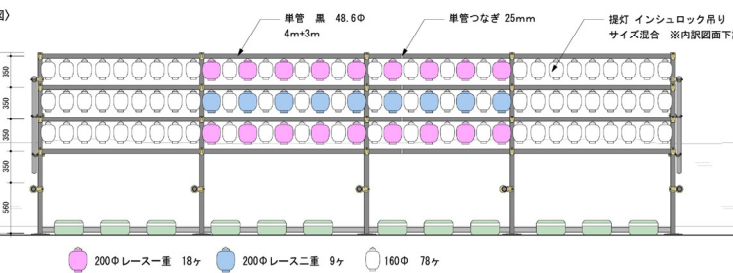 図〉
単管 黒 48.6Φ
4m+3m
単管つなぎ 25mm
提灯 インシュロック吊り
サイズ混合 ※内訳図面下
350
350
350
350
560
200Φレース一重 18ヶ
200Φレース二重 9ヶ
160Φ 78ヶ